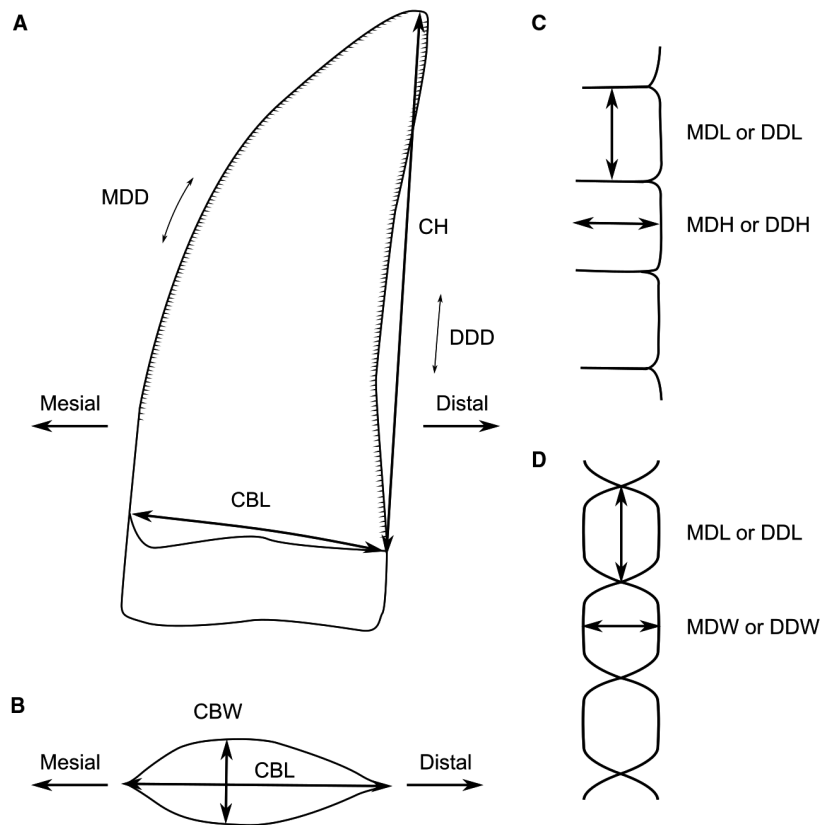 A
MDD
CH
DDD
Mesial
Distal
CBL
B
CBW
Mesial
CBL
Distal
C
MDL or DDL
MDH or DDH
D
MDL or DDL
MDW or DDW